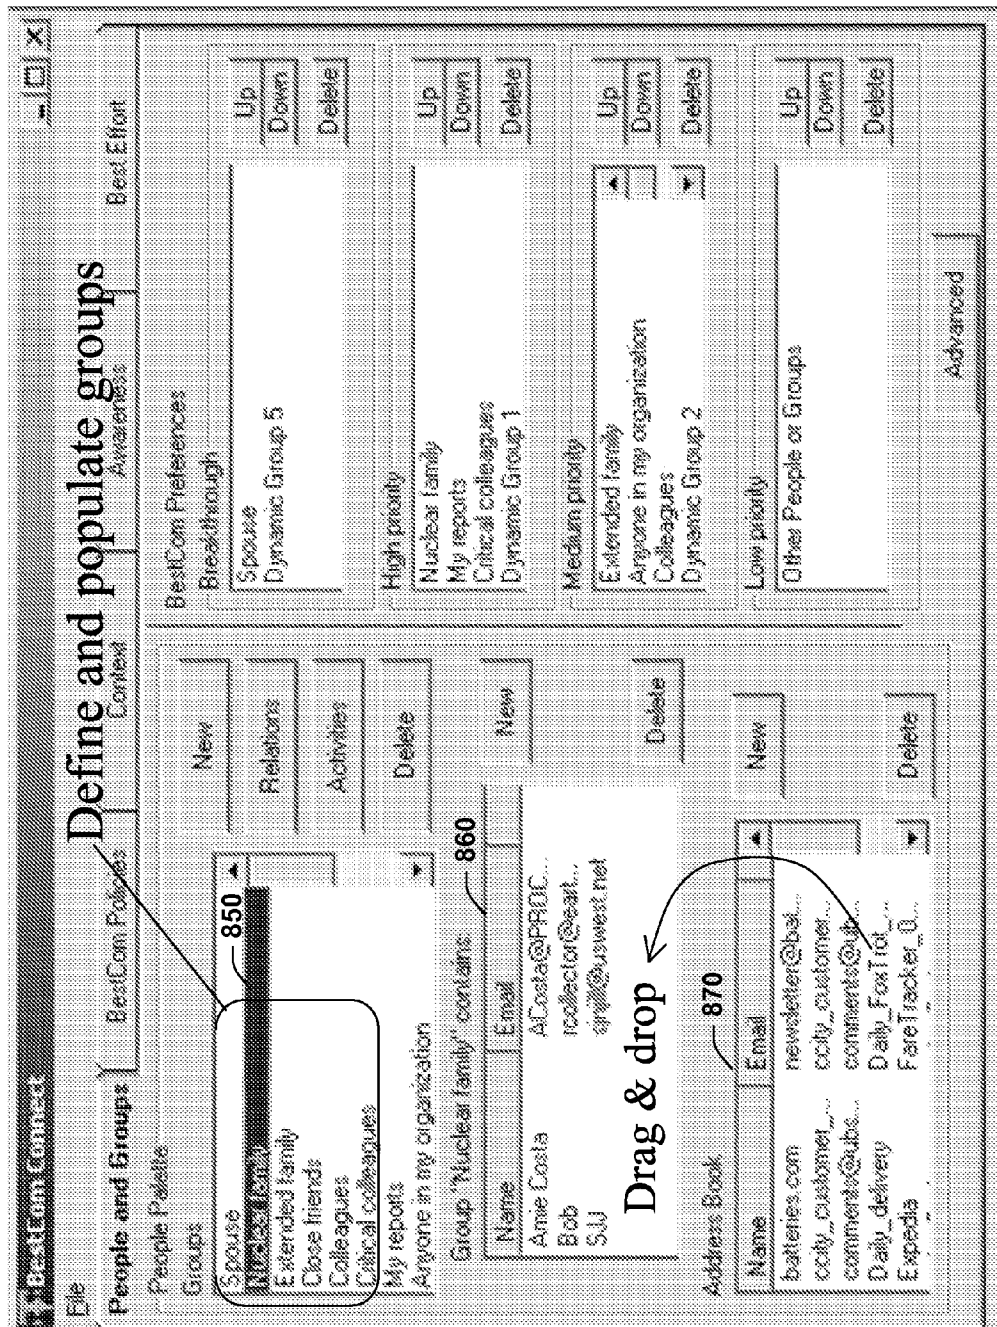 BestCom Connect
File
Define and populate groups
People and Groups
BestCom Policies
Context
Awareness
Best Effort
People Palette
Groups
Spouse
Nuclear family
Extended family
Close friends
Colleagues
Critical colleagues
My reports
Anyone in my organization
850
New
Relations
Activities
Delete
Group "Nuclear family" contains:
860
Name Email
Amie Costa ACosta@PROC...
Bob rcollector@eart...
SJJ sjnjill@uswest.net
New
Delete
Drag & drop
Address Book
870
Name Email
batteries.com newsletter@bat...
ccity_customer_... ccity_customer...
comments@ubs... comments@ubi...
Daily_delivery Daily_FoxTrot_...
Expedia FareTracker_0...
New
Delete
BestCom Preferences
Breakthrough
Spouse
Dynamic Group 5
Up
Down
Delete
High priority
Nuclear family
My reports
Critical colleagues
Dynamic Group 1
Up
Down
Delete
Medium priority
Extended family
Anyone in my organization
Colleagues
Dynamic Group 2
Up
Down
Delete
Low priority
Other People or Groups
Up
Down
Delete
Advanced